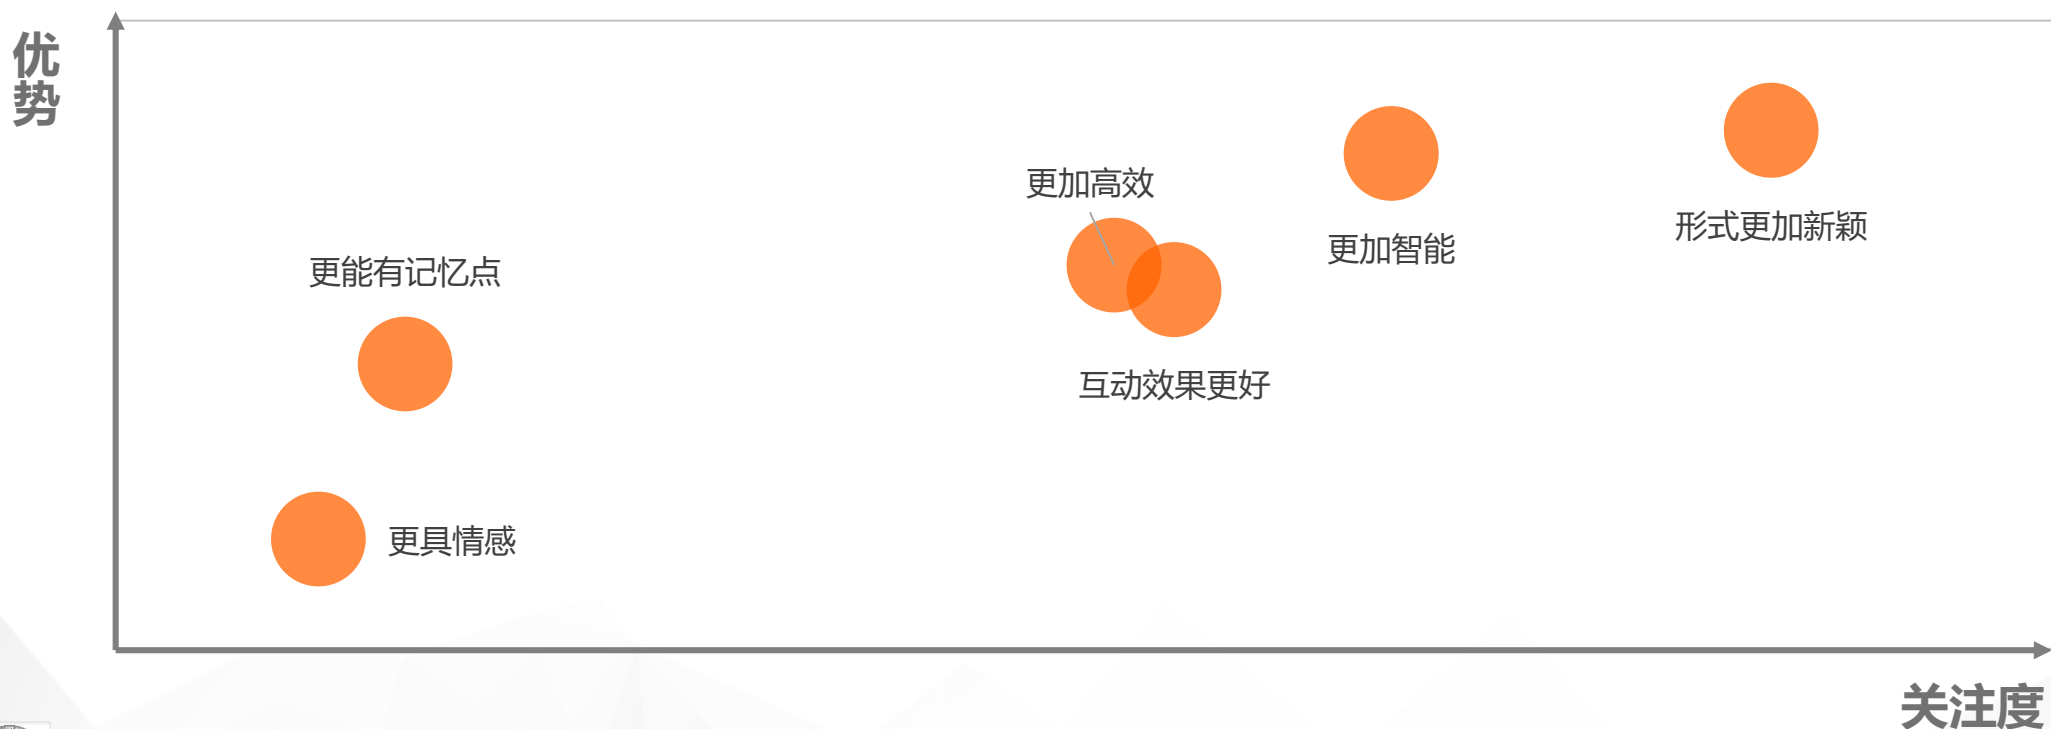 优势
更加高效
形式更加新颖
更加智能
更能有记忆点
互动效果更好
更具情感
关注度